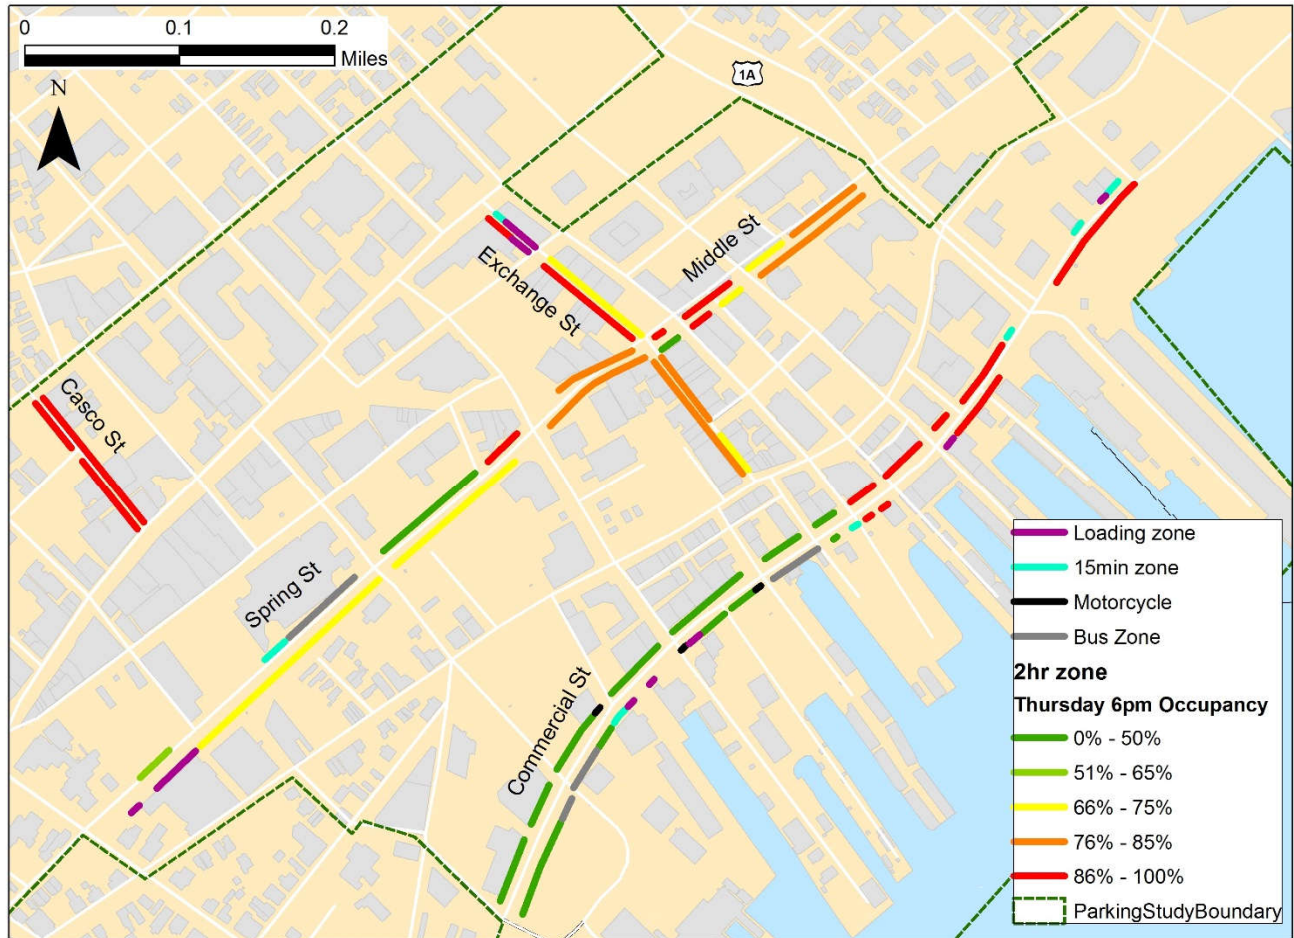 0 0.1 0.2
Miles
N
1A
Middle St
Exchange St
Casco St
Spring St
Commercial St
Loading zone
15min zone
Motorcycle
Bus Zone
2hr zone
Thursday 6pm Occupancy
0% - 50%
51% - 65%
66% - 75%
76% - 85%
86% - 100%
ParkingStudyBoundary